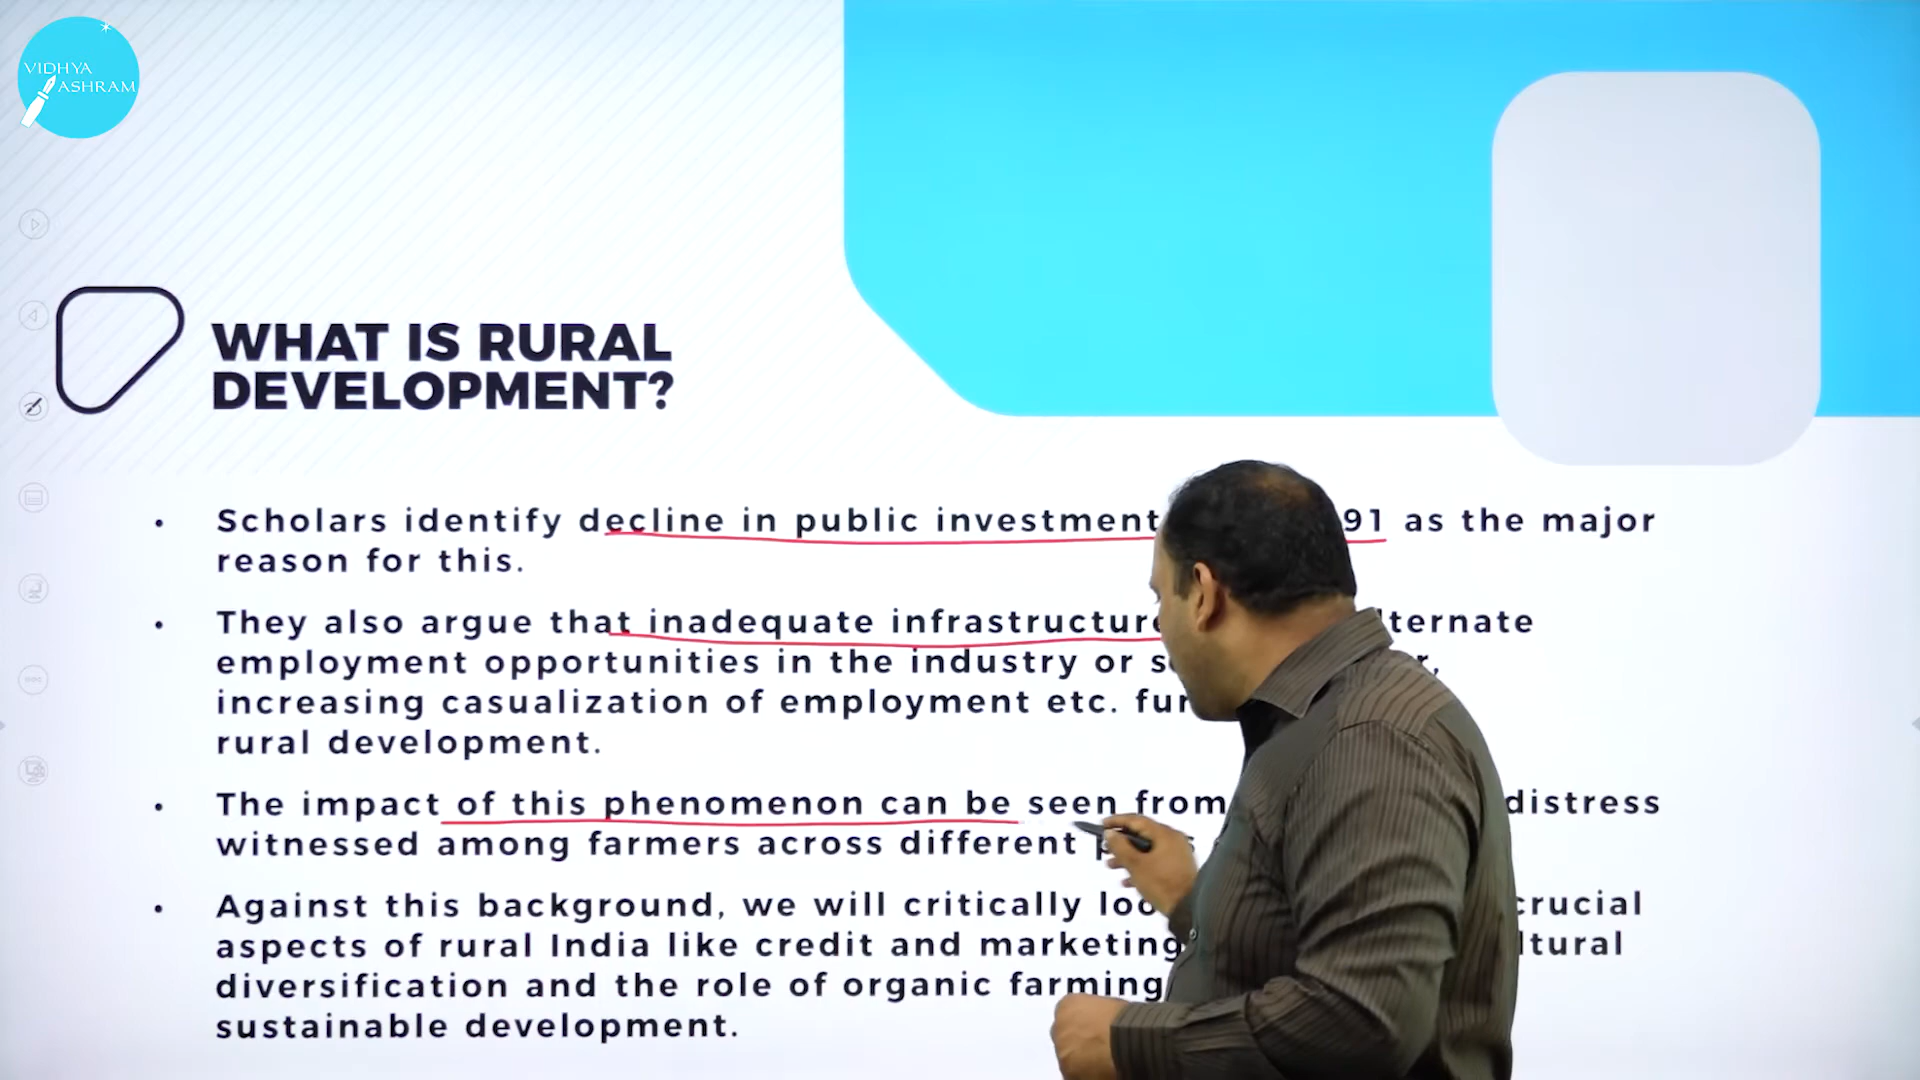 VIDHYA
ASHRAM
WHAT IS RURAL
DEVELOPMENT?
• Scholars identify decline in public investment 91 as the major
reason for this.
• They also argue that inadequate infrastructure
employment opportunities in the industry or
increasing casualization of employment etc.
rural development.
• The impact of this phenomenon can be seen from distress
witnessed among farmers across different
• Against this background, we will critically crucial
aspects of rural India like credit and marketing
diversification and the role of organic farming
sustainable development.